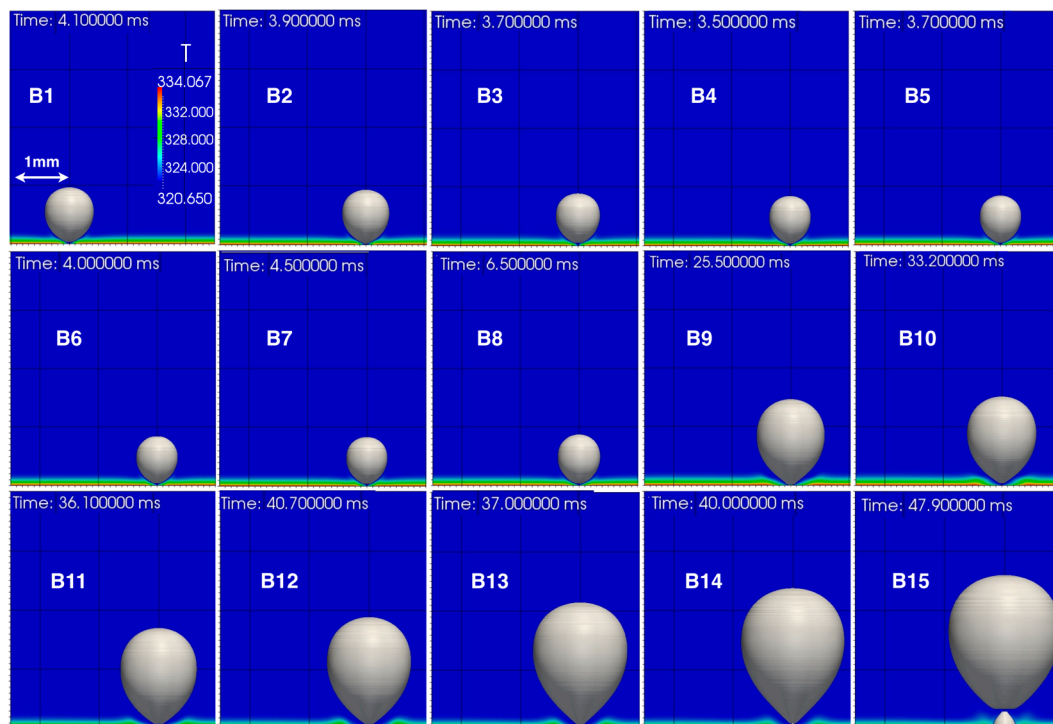 Time: 4.100000 ms
T
334.067
332.000
328.000
324.000
320.650
B1
1mm
Time: 3.900000 ms
B2
Time: 3.700000 ms
B3
Time: 3.500000 ms
B4
Time: 3.700000 ms
B5
Time: 4.000000 ms
B6
Time: 4.500000 ms
B7
Time: 6.500000 ms
B8
Time: 25.500000 ms
B9
Time: 33.200000 ms
B10
Time: 36.100000 ms
B11
Time: 40.700000 ms
B12
Time: 37.000000 ms
B13
Time: 40.000000 ms
B14
Time: 47.900000 ms
B15